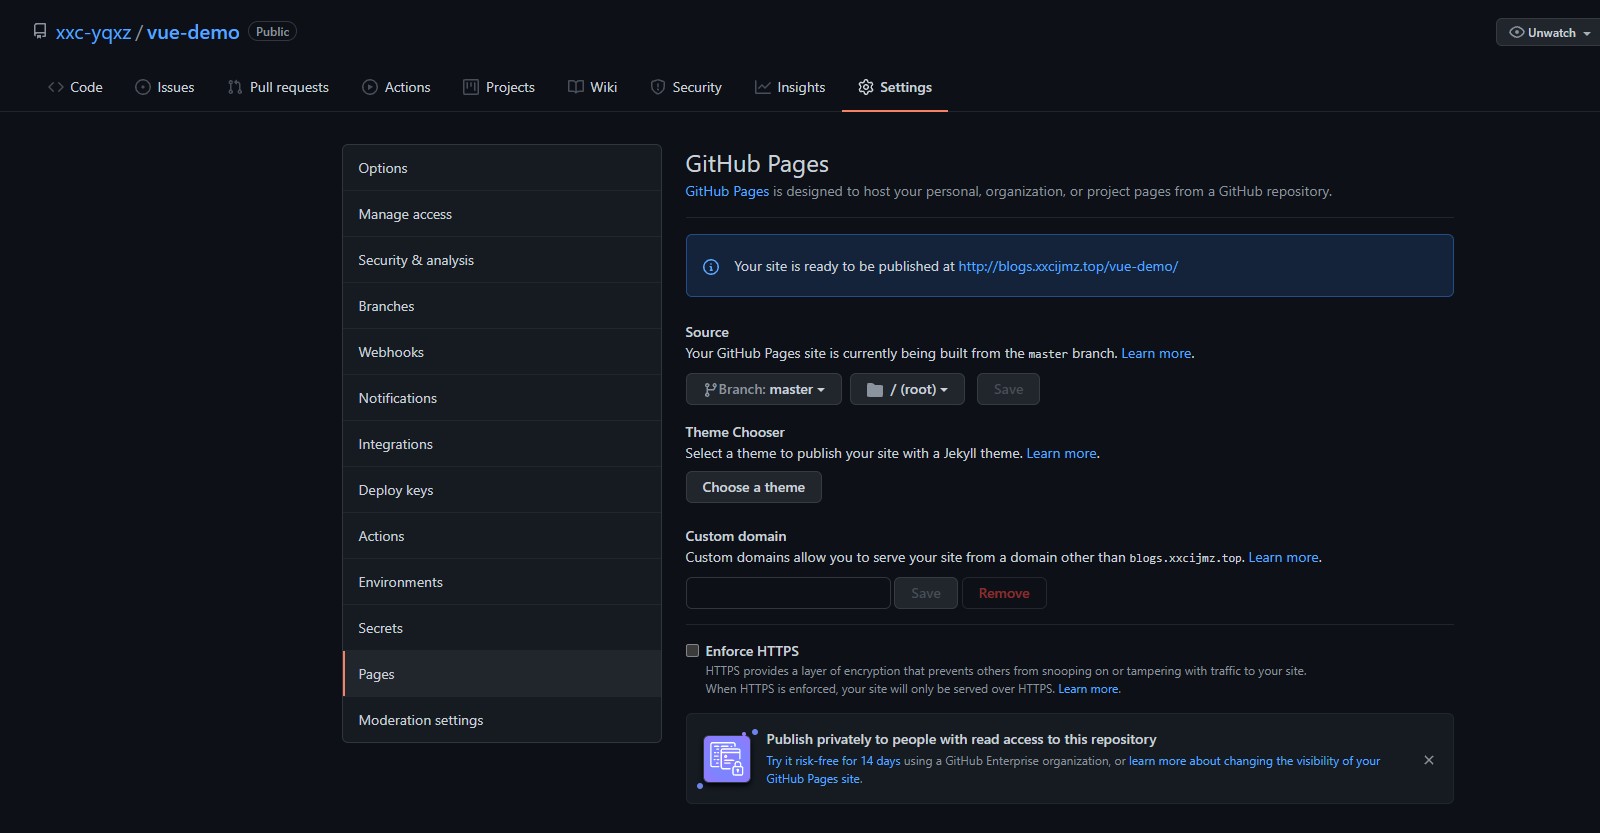 xxc-yqxz / vue-demo Public
Unwatch
Code Issues Pull requests Actions Projects Wiki Security Insights Settings
Options
Manage access
Security & analysis
Branches
Webhooks
Notifications
Integrations
Deploy keys
Actions
Environments
Secrets
Pages
Moderation settings
GitHub Pages
GitHub Pages is designed to host your personal, organization, or project pages from a GitHub repository.
Your site is ready to be published at http://blogs.xxcijmz.top/vue-demo/
Source
Your GitHub Pages site is currently being built from the master branch. Learn more.
Branch: master / (root) Save
Theme Chooser
Select a theme to publish your site with a Jekyll theme. Learn more.
Choose a theme
Custom domain
Custom domains allow you to serve your site from a domain other than blogs.xxcijmz.top. Learn more.
Save Remove
Enforce HTTPS
HTTPS provides a layer of encryption that prevents others from snooping on or tampering with traffic to your site.
When HTTPS is enforced, your site will only be served over HTTPS. Learn more.
Publish privately to people with read access to this repository
Try it risk-free for 14 days using a GitHub Enterprise organization, or learn more about changing the visibility of your
GitHub Pages site.